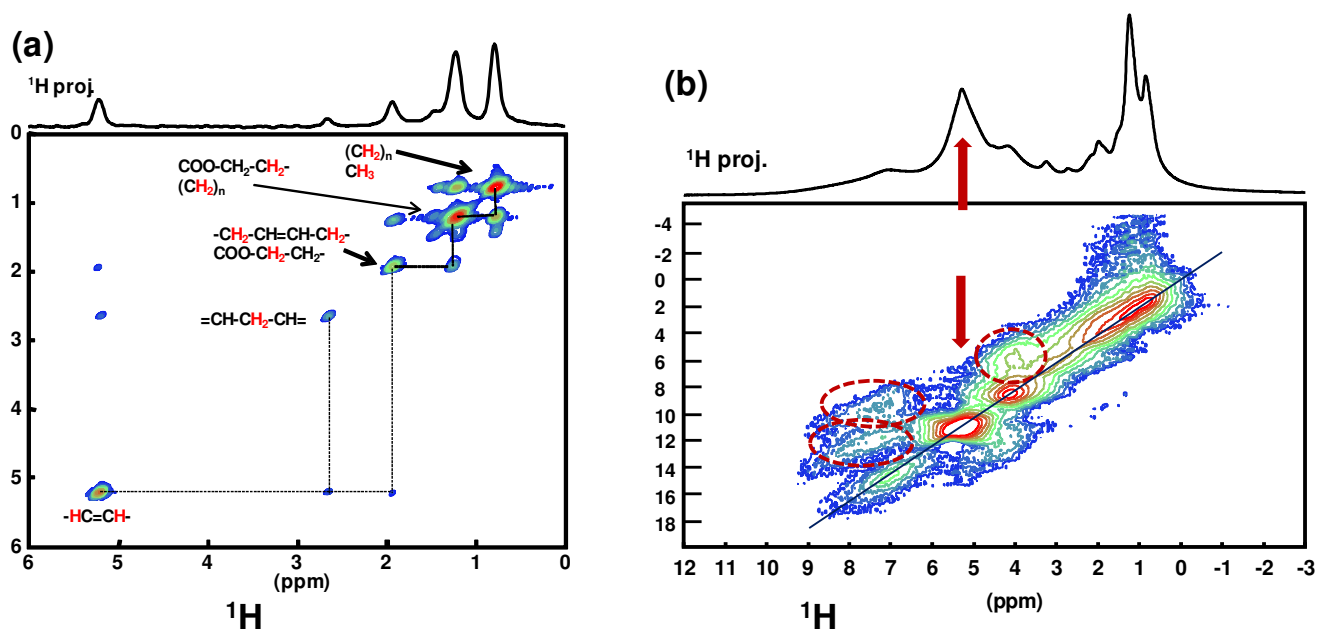 (a)
¹H proj.
0
1
2
3
4
5
6
COO-CH₂-CH₂-
(CH₂)n
(CH₂)n
CH₃
-CH₂-CH=CH-CH₂-
COO-CH₂-CH₂-
=CH-CH₂-CH=
-HC=CH-
6 5 4 3 2 1 0
(ppm)
¹H
(b)
¹H proj.
-4
-2
0
2
4
6
8
10
12
14
16
18
12 11 10 9 8 7 6 5 4 3 2 1 0 -1 -2 -3
(ppm)
¹H